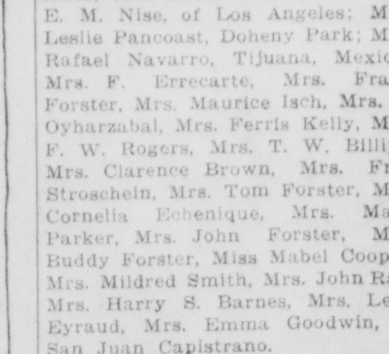 E. M. Nise, of Los Angeles; M
Leslie Pancoast, Doheny Park; M
Rafael Navarro, Tijuana, Mexic
Mrs. F. Errecarte, Mrs. Fra
Forster, Mrs. Maurice Isch, Mrs.
Oyharzabal, Mrs. Ferris Kelly, M
F. W. Rogers, Mrs. T. W. Billi
Mrs. Clarence Brown, Mrs. Fr
Stroschein, Mrs. Tom Forster, M
Cornelia Echenique, Mrs. Ma
Parker, Mrs. John Forster, M
Buddy Forster, Miss Mabel Coop
Mrs. Mildred Smith, Mrs. John Ra
Mrs. Harry S. Barnes, Mrs. Le
Eyraud, Mrs. Emma Goodwin,
San Juan Capistrano.